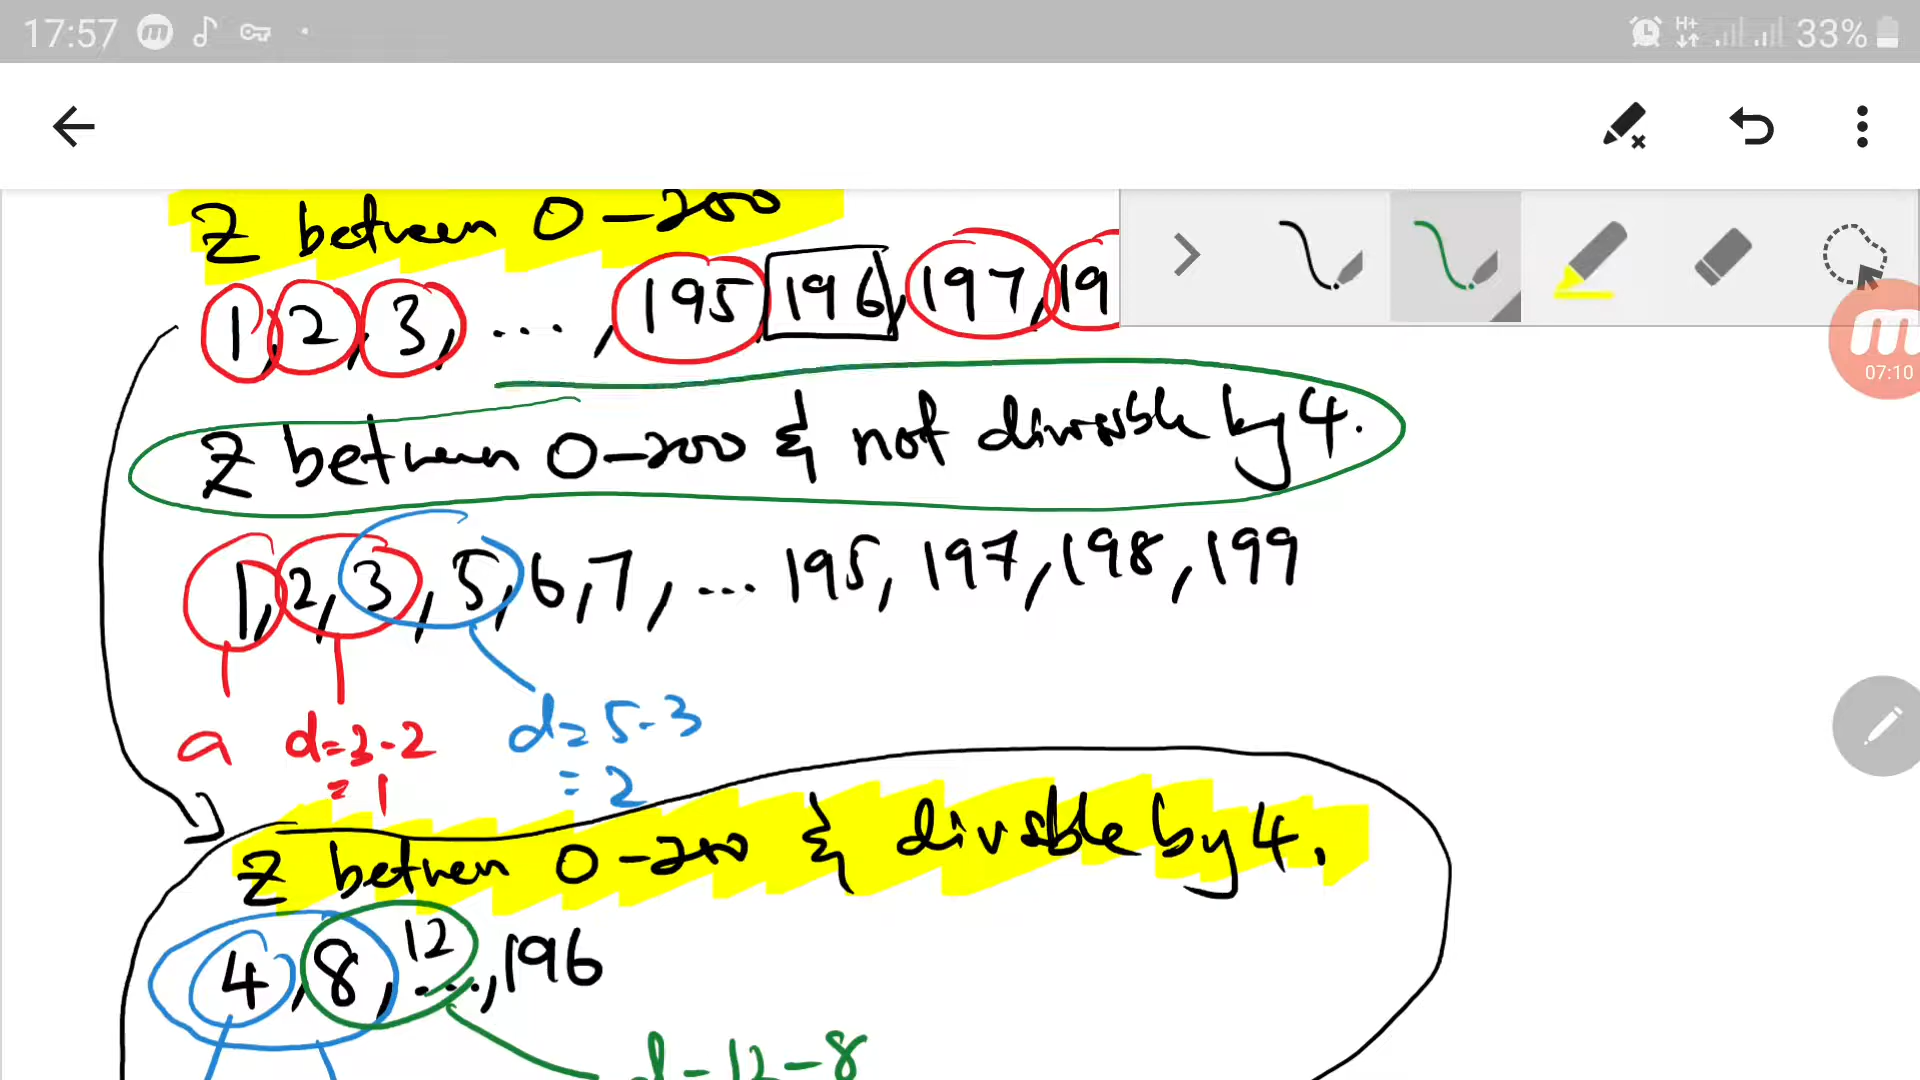 17:57 33%
Z between 0-200
1, 2, 3, ..., 195, 196, 197, 19
07:10
Z between 0-200 & not divisible by 4.
1, 2, 3, 5, 6, 7, ... 195, 197, 198, 199
a d=3-2 d=5-3
=1 =2
Z between 0-200 & divisible by 4.
4, 8, 12 ..., 196
d=12-8